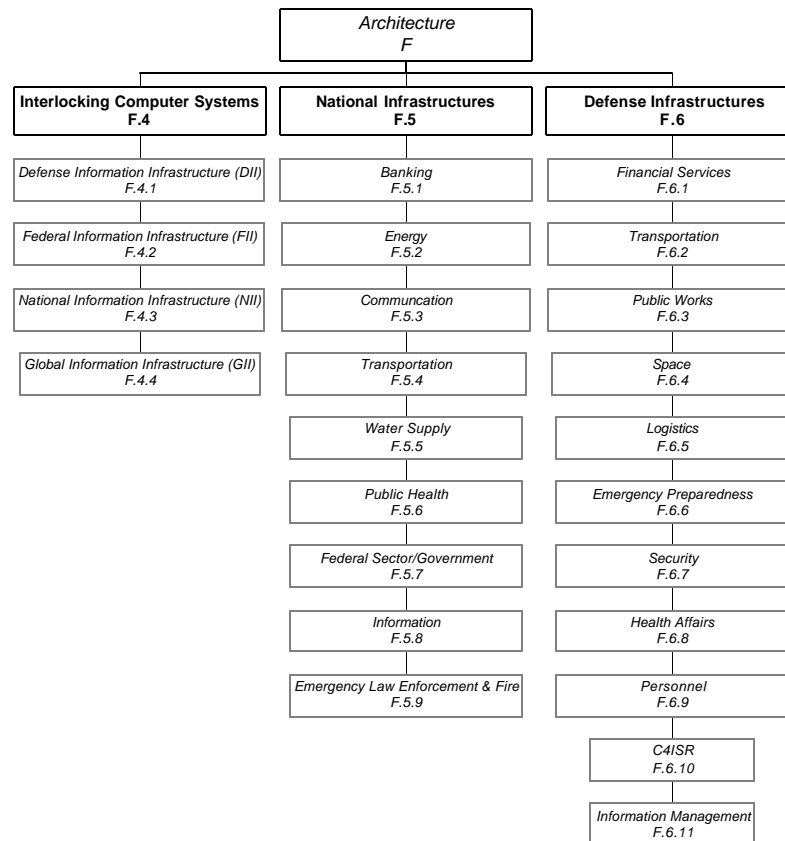 Architecture
F
Interlocking Computer Systems
F.4
Defense Information Infrastructure (DII)
F.4.1
Federal Information Infrastructure (FII)
F.4.2
National Information Infrastructure (NII)
F.4.3
Global Information Infrastructure (GII)
F.4.4
National Infrastructures
F.5
Banking
F.5.1
Energy
F.5.2
Communcation
F.5.3
Transportation
F.5.4
Water Supply
F.5.5
Public Health
F.5.6
Federal Sector/Government
F.5.7
Information
F.5.8
Emergency Law Enforcement & Fire
F.5.9
Defense Infrastructures
F.6
Financial Services
F.6.1
Transportation
F.6.2
Public Works
F.6.3
Space
F.6.4
Logistics
F.6.5
Emergency Preparedness
F.6.6
Security
F.6.7
Health Affairs
F.6.8
Personnel
F.6.9
C4ISR
F.6.10
Information Management
F.6.11